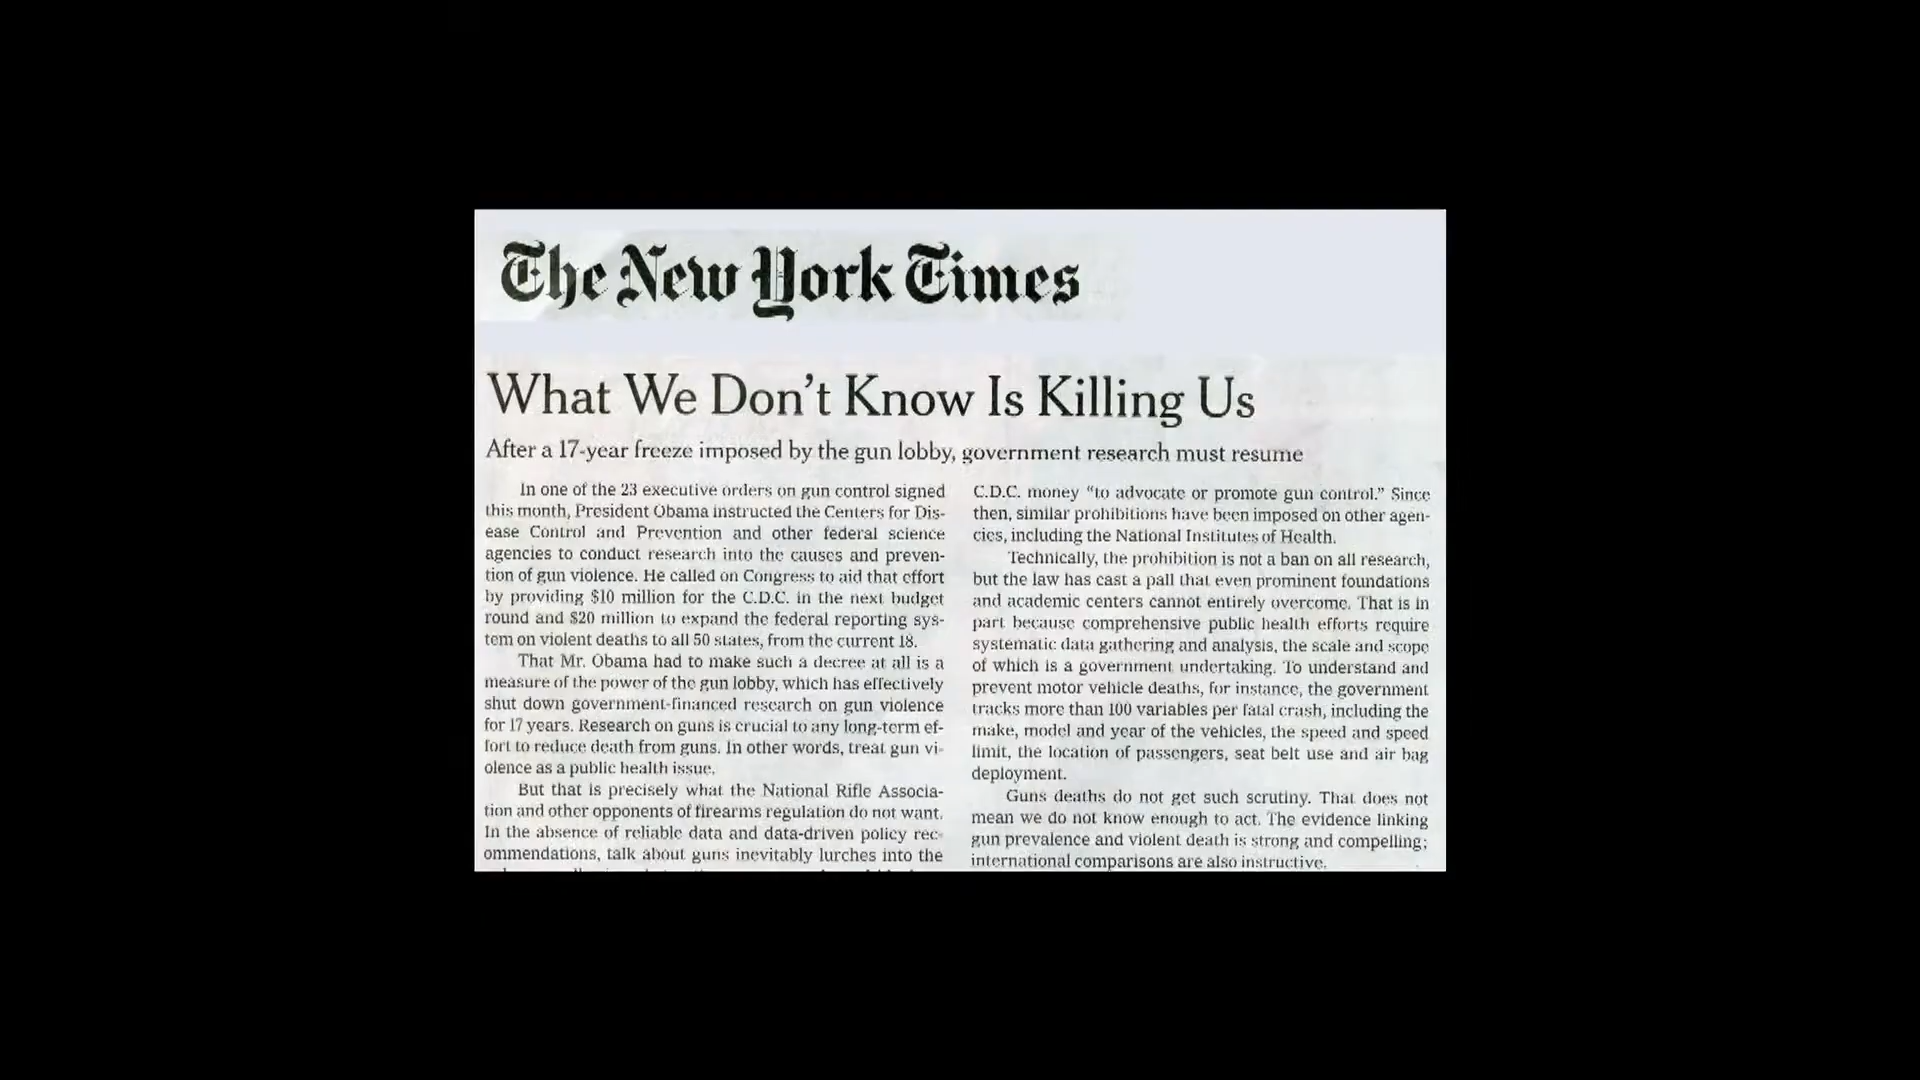 The New York Times
What We Don't Know Is Killing Us
After a 17-year freeze imposed by the gun lobby, government research must resume
In one of the 23 executive orders on gun control signed
this month, President Obama instructed the Centers for Dis-
ease Control and Prevention and other federal science
agencies to conduct research into the causes and preven-
tion of gun violence. He called on Congress to aid that effort
by providing $10 million for the C.D.C. in the next budget
round and $20 million to expand the federal reporting sys-
tem on violent deaths to all 50 states, from the current 18.
That Mr. Obama had to make such a decree at all is a
measure of the power of the gun lobby, which has effectively
shut down government-financed research on gun violence
for 17 years. Research on guns is crucial to any long-term ef-
fort to reduce death from guns. In other words, treat gun vi-
olence as a public health issue.
But that is precisely what the National Rifle Associa-
tion and other opponents of firearms regulation do not want.
In the absence of reliable data and data-driven policy rec-
ommendations, talk about guns inevitably lurches into the
C.D.C. money "to advocate or promote gun control." Since
then, similar prohibitions have been imposed on other agen-
cies, including the National Institutes of Health.
Technically, the prohibition is not a ban on all research,
but the law has cast a pall that even prominent foundations
and academic centers cannot entirely overcome. That is in
part because comprehensive public health efforts require
systematic data gathering and analysis, the scale and scope
of which is a government undertaking. To understand and
prevent motor vehicle deaths, for instance, the government
tracks more than 100 variables per fatal crash, including the
make, model and year of the vehicles, the speed and speed
limit, the location of passengers, seat belt use and air bag
deployment.
Guns deaths do not get such scrutiny. That does not
mean we do not know enough to act. The evidence linking
gun prevalence and violent death is strong and compelling;
international comparisons are also instructive.